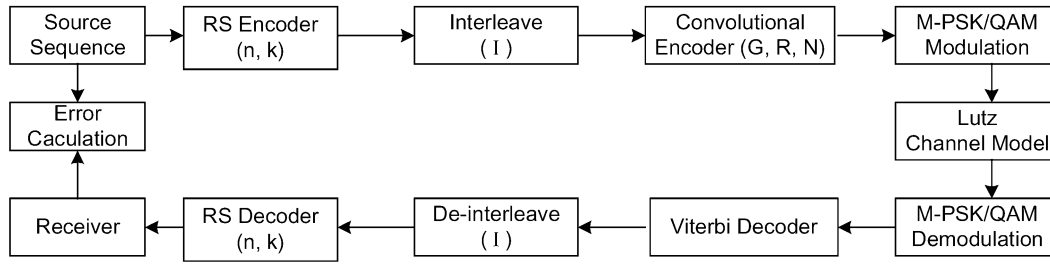 Source
Sequence
RS Encoder
(n, k)
Interleave
( I )
Convolutional
Encoder (G, R, N)
M-PSK/QAM
Modulation
Error
Caculation
Lutz
Channel Model
Receiver
RS Decoder
(n, k)
De-interleave
( I )
Viterbi Decoder
M-PSK/QAM
Demodulation